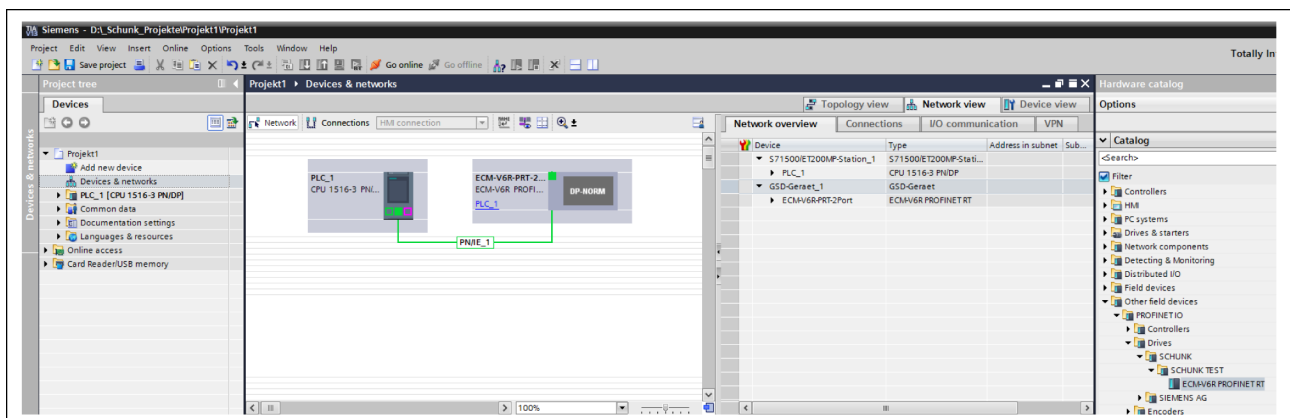 Siemens - D:\_Schunk_Projekte\Projekt1\Projekt1
Project Edit View Insert Online Options Tools Window Help
Totally In
Save project Go online Go offline
Project tree
Projekt1 Devices & networks
Hardware catalog
Devices
Topology view Network view Device view
Options
Network Connections HMI connection
Network overview Connections I/O communication VPN
Catalog
<Search>
Filter
Devices & networks
Projekt1
Add new device
Devices & networks
PLC_1 [CPU 1516-3 PN/DP]
Common data
Documentation settings
Languages & resources
Online access
Card Reader/USB memory
PLC_1
CPU 1516-3 PN/...
ECM-V6R-PRT-2...
ECM-V6R PROFI...
PLC_1
DP-NORM
PN/IE_1
100%
Device Type Address in subnet Sub...
S71500/ET200MP-Station_1 S71500/ET200MP-Stati...
PLC_1 CPU 1516-3 PN/DP
GSD-Geraet_1 GSD-Geraet
ECM-V6R-PRT-2Port ECM-V6R PROFINET RT
Controllers
HMI
PC systems
Drives & starters
Network components
Detecting & Monitoring
Distributed I/O
Field devices
Other field devices
PROFINET IO
Controllers
Drives
SCHUNK
SCHUNK TEST
ECM-V6R PROFINET RT
SIEMENS AG
Encoders